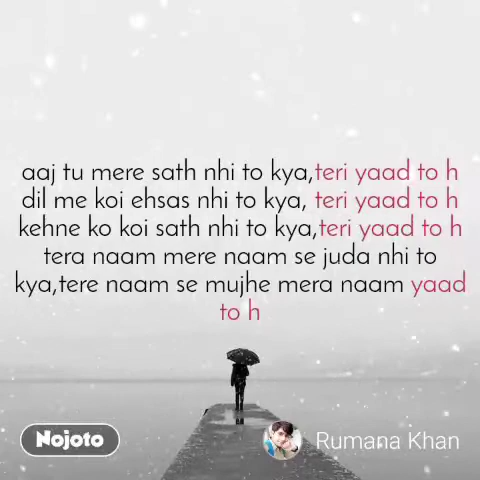 aaj tu mere sath nhi to kya,teri yaad to h
dil me koi ehsas nhi to kya, teri yaad to h
kehne ko koi sath nhi to kya,teri yaad to h
tera naam mere naam se juda nhi to
kya,tere naam se mujhe mera naam yaad
to h
Nojoto
Rumana Khan